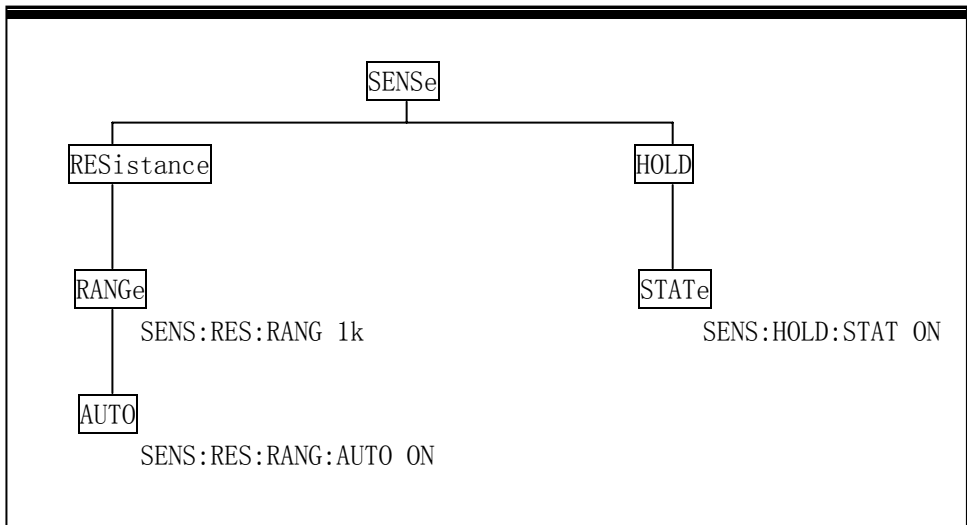 SENSe
RESistance
HOLD
RANGe
STATe
SENS:RES:RANG 1k
SENS:HOLD:STAT ON
AUTO
SENS:RES:RANG:AUTO ON